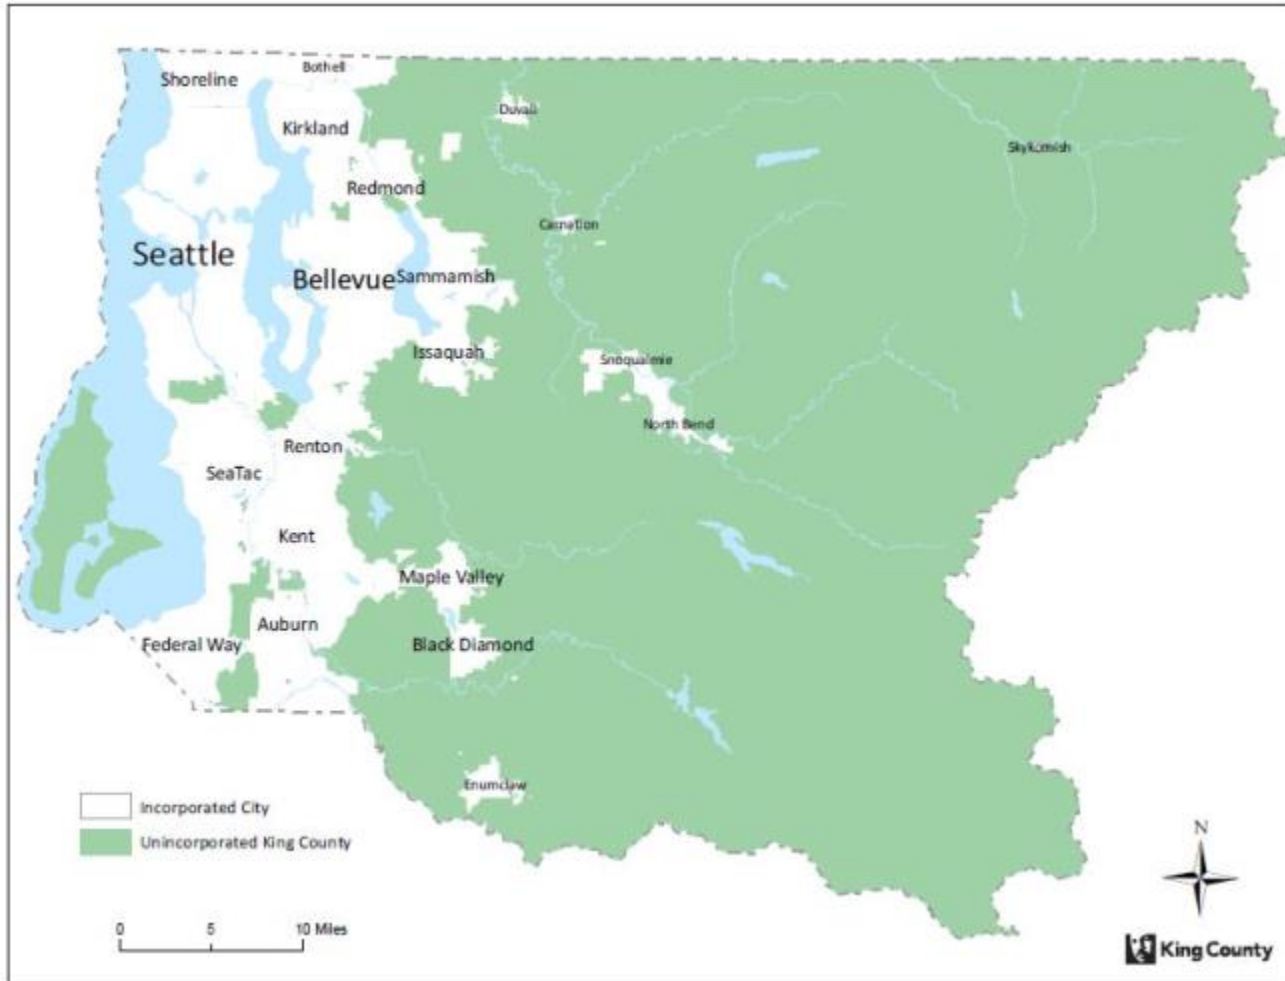 Bothell
Shoreline
Duvall
Kirkland
Skykomish
Redmond
Carnation
Seattle
Bellevue
Sammamish
Issaquah
Snoqualmie
North Bend
Renton
SeaTac
Kent
Maple Valley
Auburn
Federal Way
Black Diamond
Enumclaw
Incorporated City
Unincorporated King County
N
0 5 10 Miles
King County